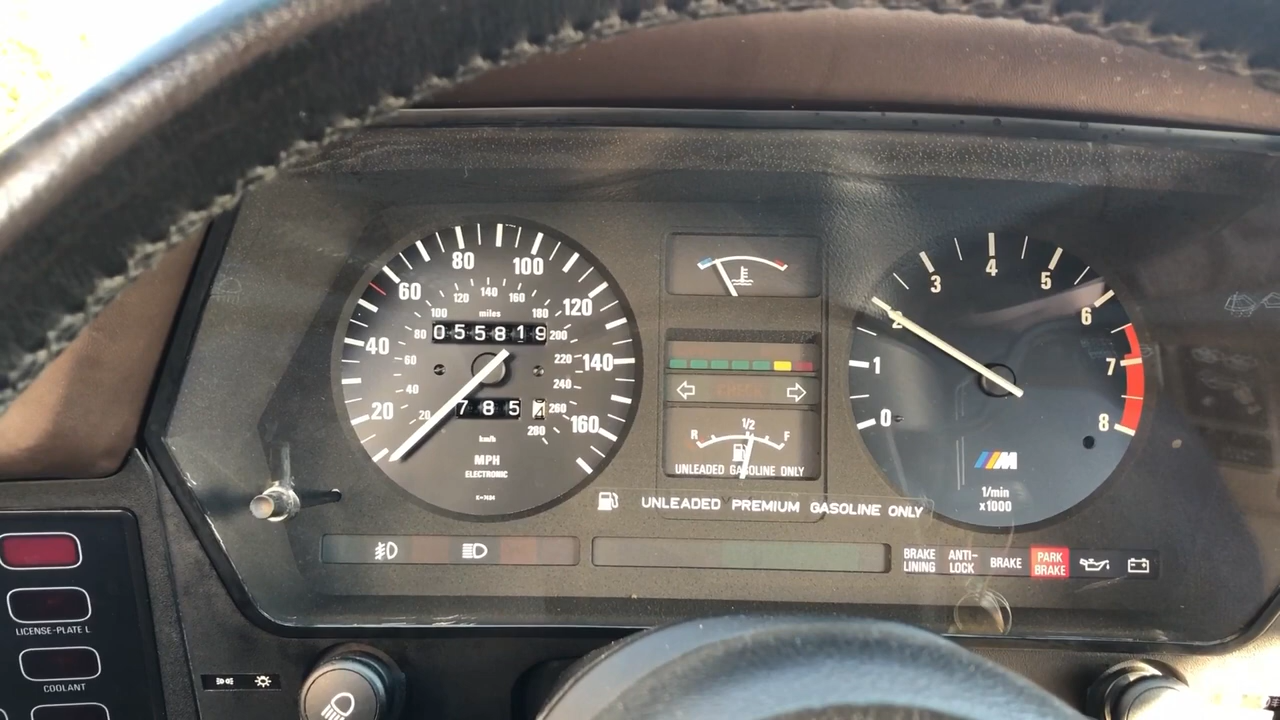 80 100
60 120
100 120 140 160 180
miles
80 055819 200
40 60 220 140
40 240
20 20 785 260 160
280
km/h
MPH
ELECTRONIC
R 1/2 F
UNLEADED GASOLINE ONLY
UNLEADED PREMIUM GASOLINE ONLY
0 1 2 3 4 5 6 7 8
M
1/min
x1000
BRAKE LINING
ANTI-LOCK
BRAKE
PARK BRAKE
LICENSE-PLATE L
COOLANT